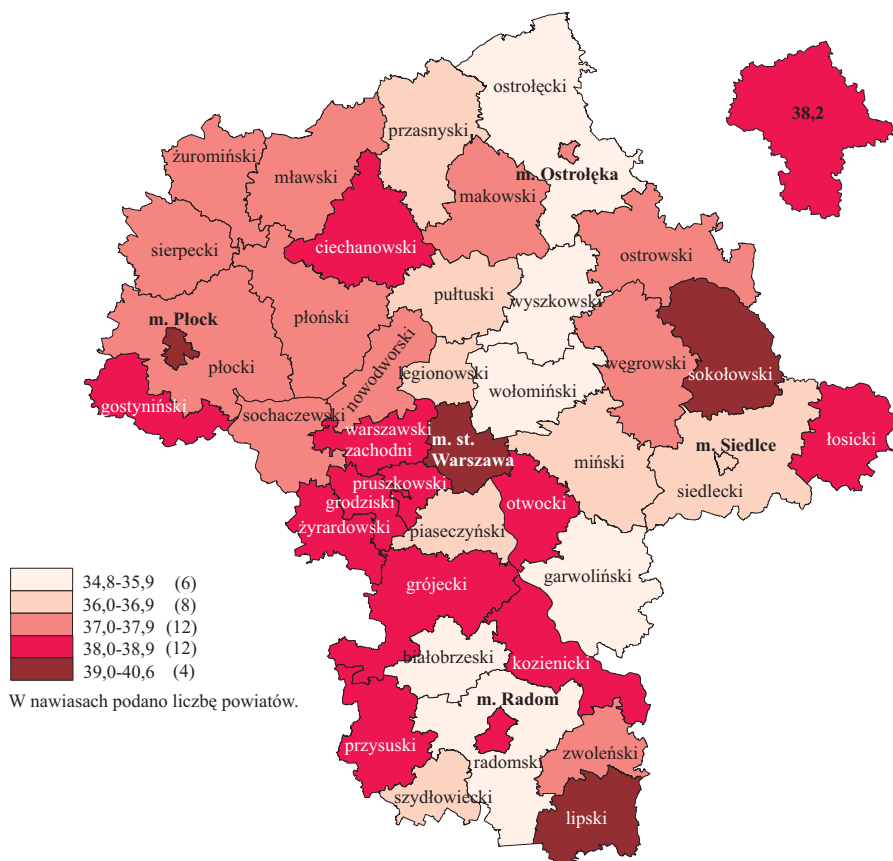 ostrołęcki
38,2
przasnyski
żuromiński
mławski
m. Ostrołęka
makowski
ciechanowski
sierpecki
ostrowski
pułtuski
wyszkowski
m. Płock
płoński
nowodworski
płocki
legionowski
wołomiński
węgrowski
sokołowski
gostyniński
sochaczewski
warszawski
zachodni
m. st.
Warszawa
miński
m. Siedlce
łosicki
siedlecki
pruszkowski
grodziski
otwocki
żyrardowski
piaseczyński
garwoliński
grójecki
34,8-35,9 (6)
36,0-36,9 (8)
37,0-37,9 (12)
38,0-38,9 (12)
39,0-40,6 (4)
W nawiasach podano liczbę powiatów.
białobrzeski
kozienicki
m. Radom
przysuski
radomski
zwoleński
szydłowiecki
lipski